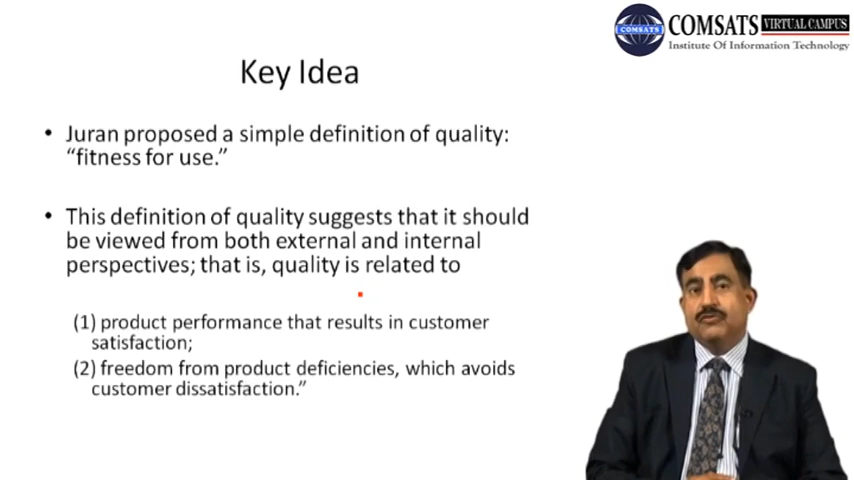 COMSATS VIRTUAL CAMPUS
COMSATS
Institute Of Information Technology
Key Idea
• Juran proposed a simple definition of quality:
“fitness for use.”
• This definition of quality suggests that it should
be viewed from both external and internal
perspectives; that is, quality is related to
(1) product performance that results in customer
satisfaction;
(2) freedom from product deficiencies, which avoids
customer dissatisfaction.”